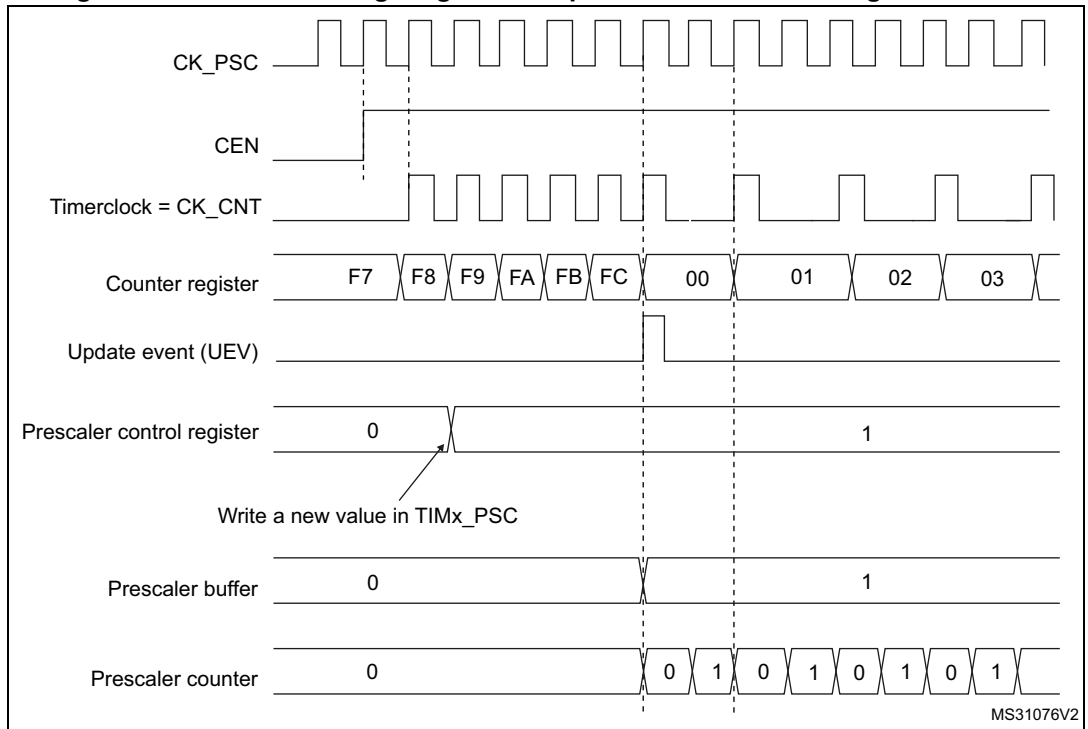 CK_PSC
CEN
Timerclock = CK_CNT
Counter register F7 F8 F9 FA FB FC 00 01 02 03
Update event (UEV)
Prescaler control register 0 1
Write a new value in TIMx_PSC
Prescaler buffer 0 1
Prescaler counter 0 0 1 0 1 0 1 0 1
MS31076V2